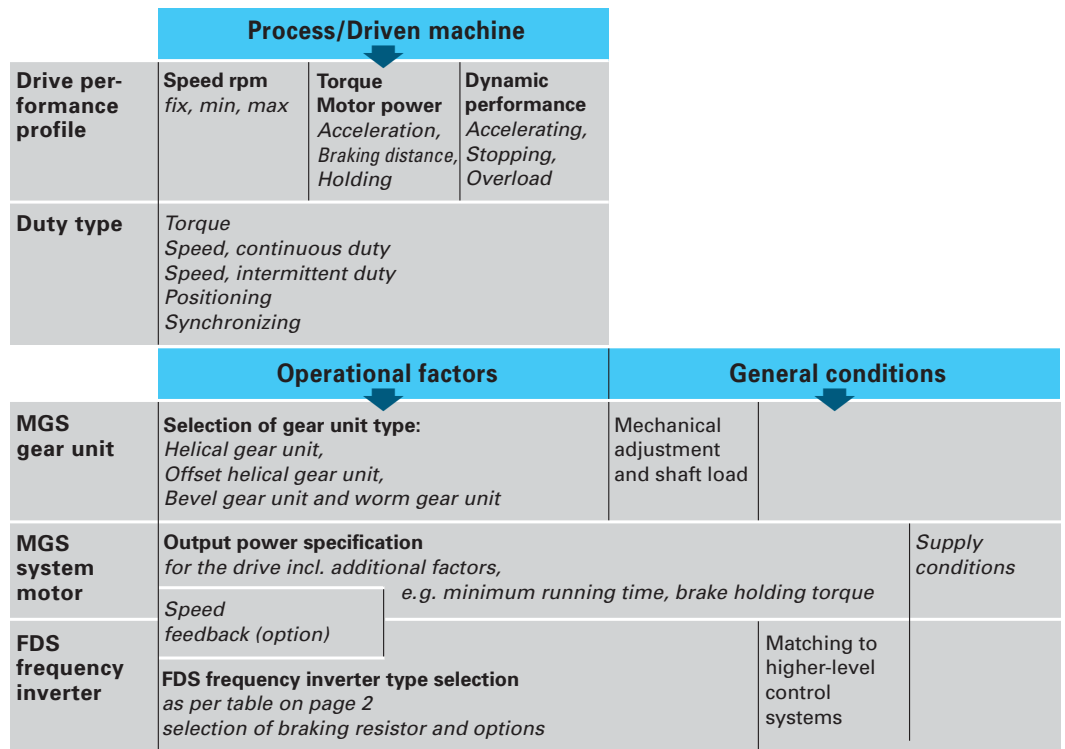 Process/Driven machine
Drive per-
formance
profile
Speed rpm
fix, min, max
Torque
Motor power
Acceleration,
Braking distance,
Holding
Dynamic
performance
Accelerating,
Stopping,
Overload
Duty type
Torque
Speed, continuous duty
Speed, intermittent duty
Positioning
Synchronizing
Operational factors
General conditions
MGS
gear unit
Selection of gear unit type:
Helical gear unit,
Offset helical gear unit,
Bevel gear unit and worm gear unit
Mechanical
adjustment
and shaft load
MGS
system
motor
Output power specification
for the drive incl. additional factors,
e.g. minimum running time, brake holding torque
Supply
conditions
Speed
feedback (option)
FDS
frequency
inverter
FDS frequency inverter type selection
as per table on page 2
selection of braking resistor and options
Matching to
higher-level
control
systems